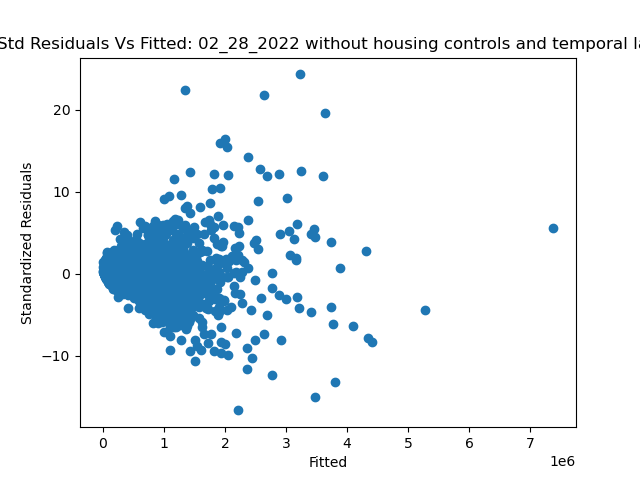 Std Residuals Vs Fitted: 02_28_2022 without housing controls and temporal
20
10
0
−10
Standardized Residuals
0 1 2 3 4 5 6 7
1e6
Fitted